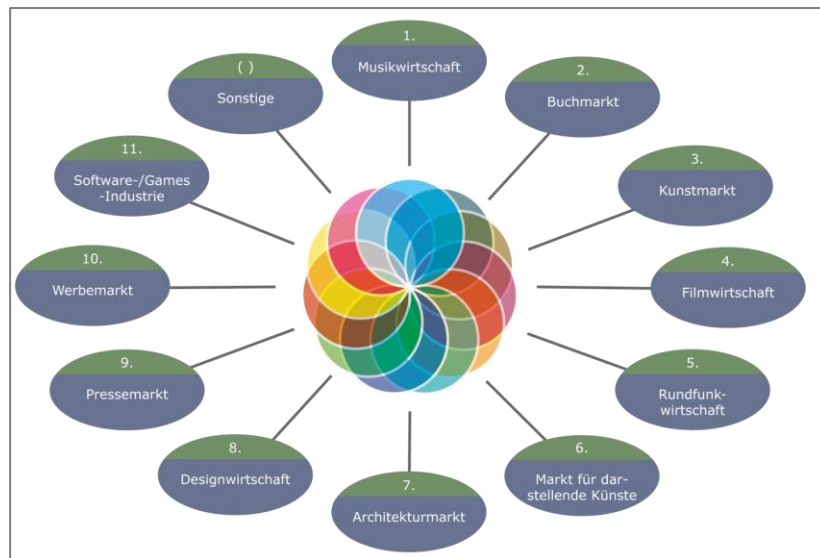 1.
Musikwirtschaft
2.
Buchmarkt
3.
Kunstmarkt
4.
Filmwirtschaft
5.
Rundfunk-
wirtschaft
6.
Markt für dar-
stellende Künste
7.
Architekturmarkt
8.
Designwirtschaft
9.
Pressemarkt
10.
Werbemarkt
11.
Software-/Games
-Industrie
( )
Sonstige